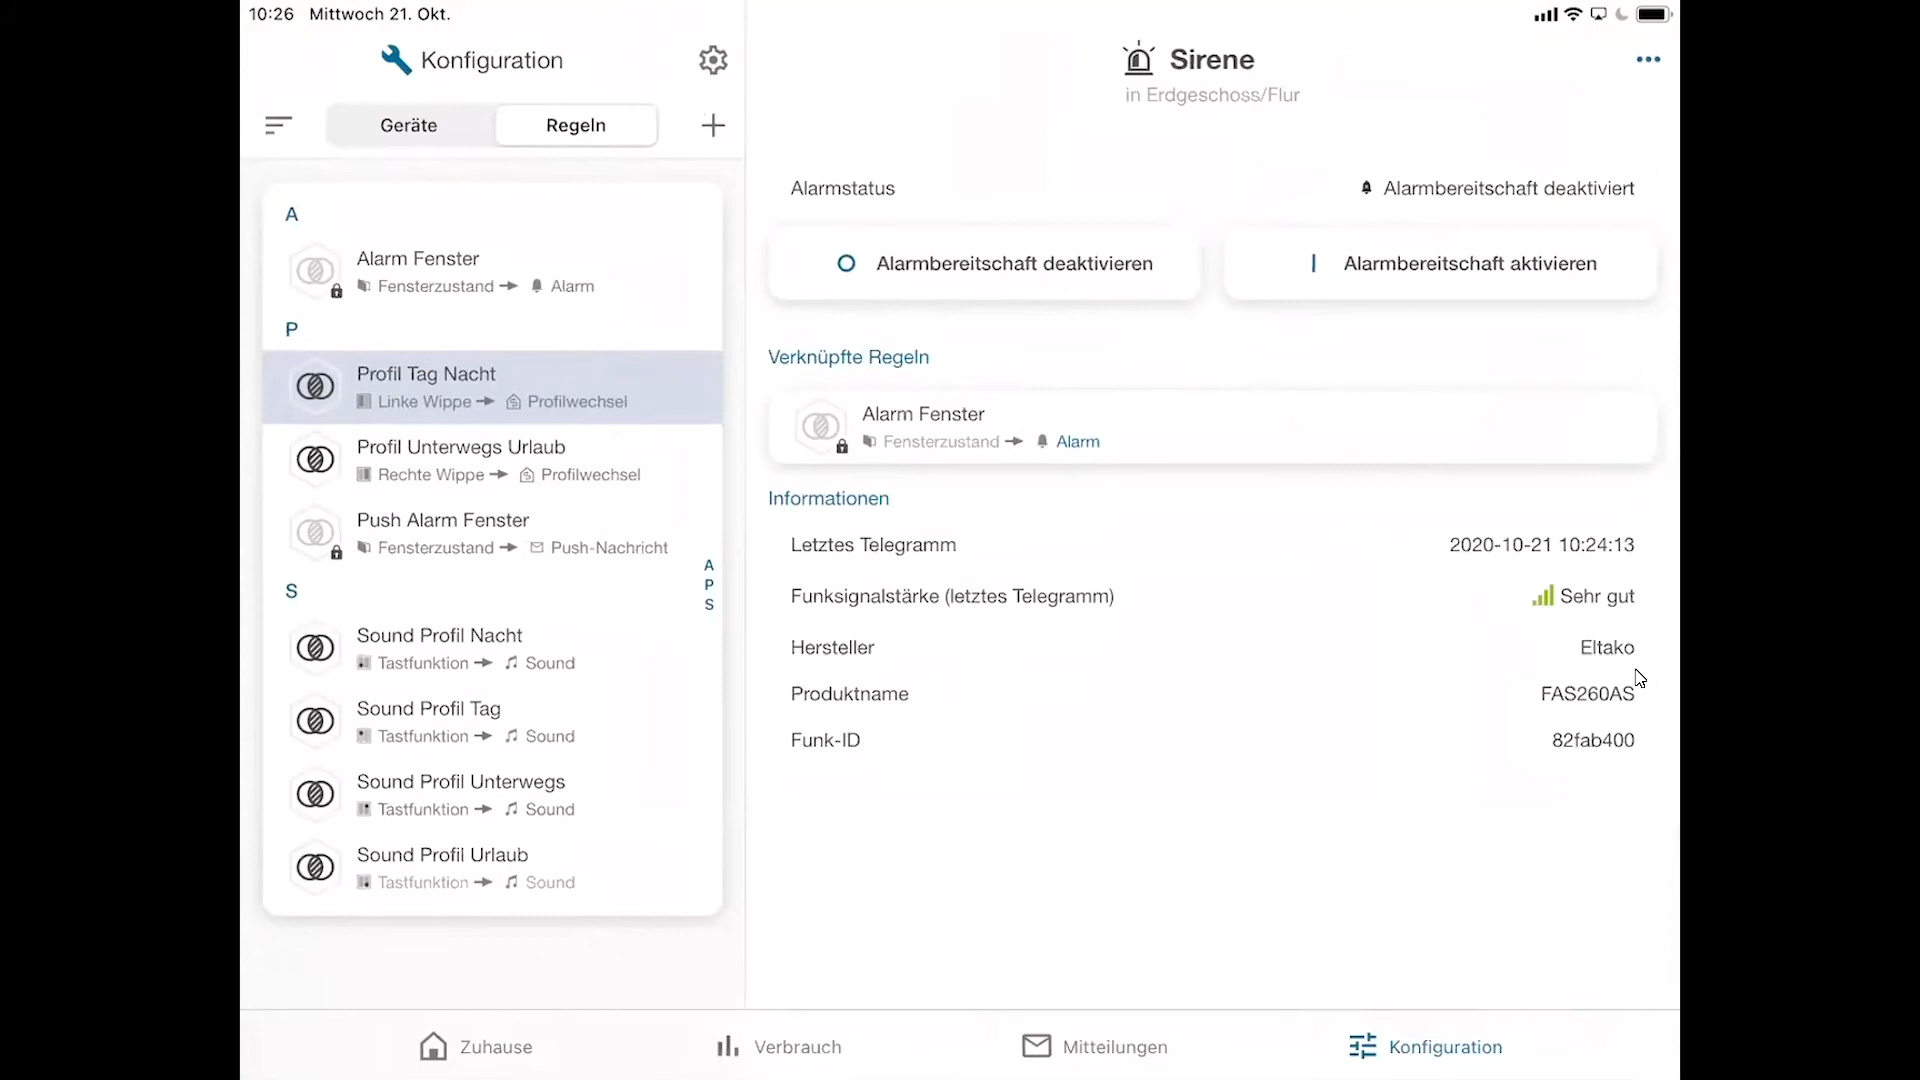 10:26 Mittwoch 21. Okt.
Konfiguration
Geräte
Regeln
A
Alarm Fenster
Fensterzustand
Alarm
P
Profil Tag Nacht
Linke Wippe
Profilwechsel
Profil Unterwegs Urlaub
Rechte Wippe
Profilwechsel
Push Alarm Fenster
Fensterzustand
Push-Nachricht
S
Sound Profil Nacht
Tastfunktion
Sound
Sound Profil Tag
Tastfunktion
Sound
Sound Profil Unterwegs
Tastfunktion
Sound
Sound Profil Urlaub
Tastfunktion
Sound
A
P
S
Sirene
in Erdgeschoss/Flur
Alarmstatus
Alarmbereitschaft deaktiviert
Alarmbereitschaft deaktivieren
Alarmbereitschaft aktivieren
Verknüpfte Regeln
Alarm Fenster
Fensterzustand
Alarm
Informationen
Letztes Telegramm
2020-10-21 10:24:13
Funksignalstärke (letztes Telegramm)
Sehr gut
Hersteller
Eltako
Produktname
FAS260AS
Funk-ID
82fab400
Zuhause
Verbrauch
Mitteilungen
Konfiguration